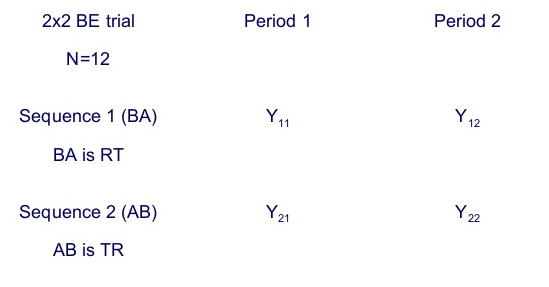 2x2 BE trial Period 1 Period 2
N=12
Sequence 1 (BA) Y11 Y12
BA is RT
Sequence 2 (AB) Y21 Y22
AB is TR